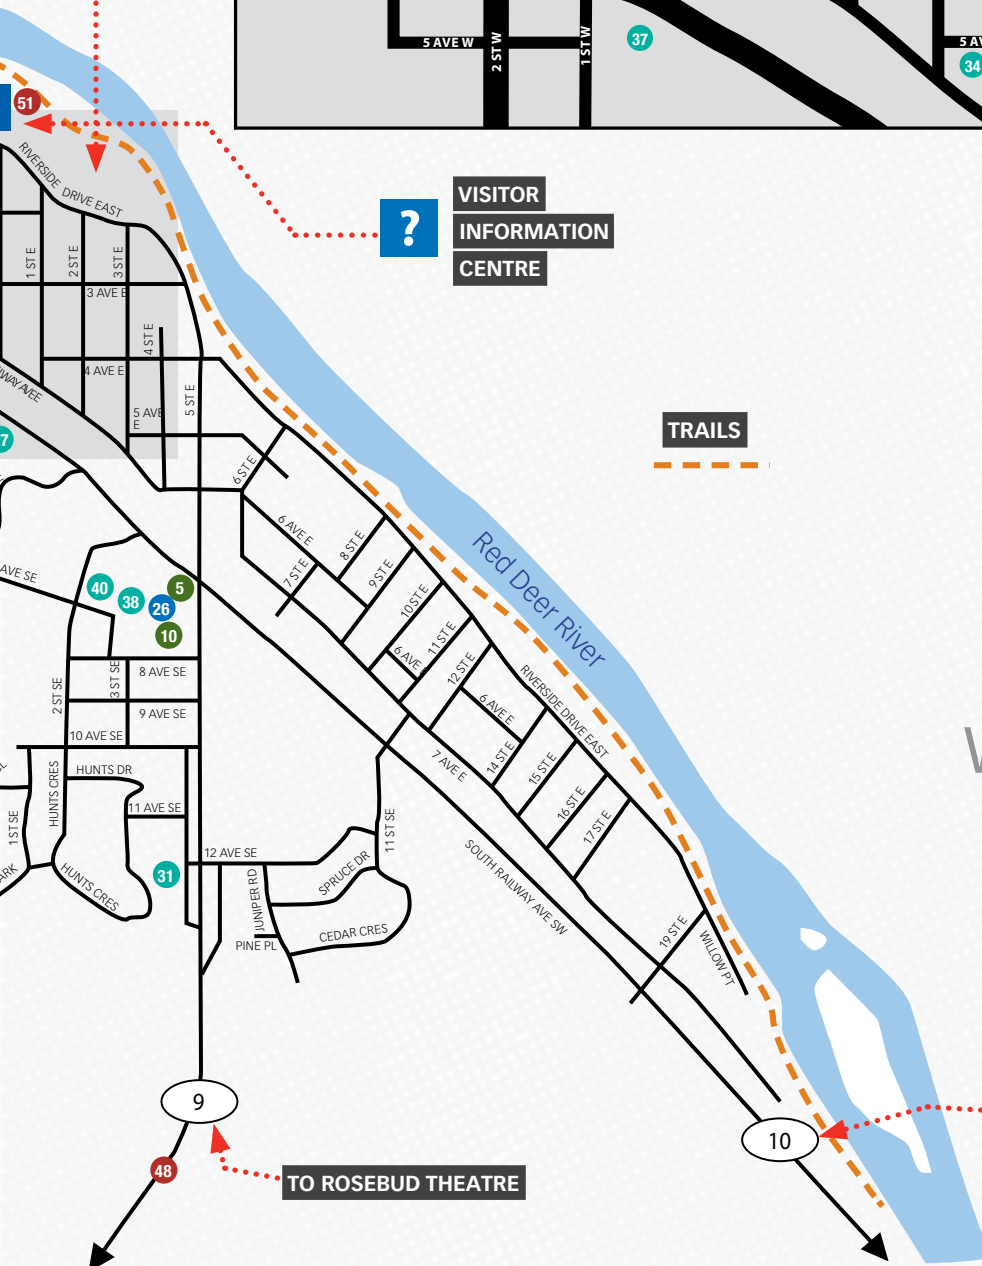 5 AVE W
2 ST W
1 ST W
37
5 AV
34
51
RIVERSIDE DRIVE EAST
?
VISITOR
INFORMATION
CENTRE
1 ST E
2 ST E
3 ST E
3 AVE E
4 ST E
4 AVE E
WAY AVE E
5 ST E
5 AVE
E
7
TRAILS
6 ST E
6 AVE E
8 ST E
7 ST E
9 ST E
Red Deer River
AVE SE
40
38
5
26
10
10 ST E
11 ST E
6 AVE
12 ST E
8 AVE SE
3 ST SE
2 ST SE
9 AVE SE
10 AVE SE
RIVERSIDE DRIVE EAST
6 AVE E
14 ST E
7 AVE E
15 ST E
16 ST E
17 ST E
HUNTS DR
HUNTS CRES
11 AVE SE
1 ST SE
11 ST SE
12 AVE SE
SPRUCE DR
SOUTH RAILWAY AVE SW
ARK
HUNTS CRES
31
JUNIPER RD
CEDAR CRES
PINE PL
19 ST E
WILLOW PT
9
10
48
TO ROSEBUD THEATRE